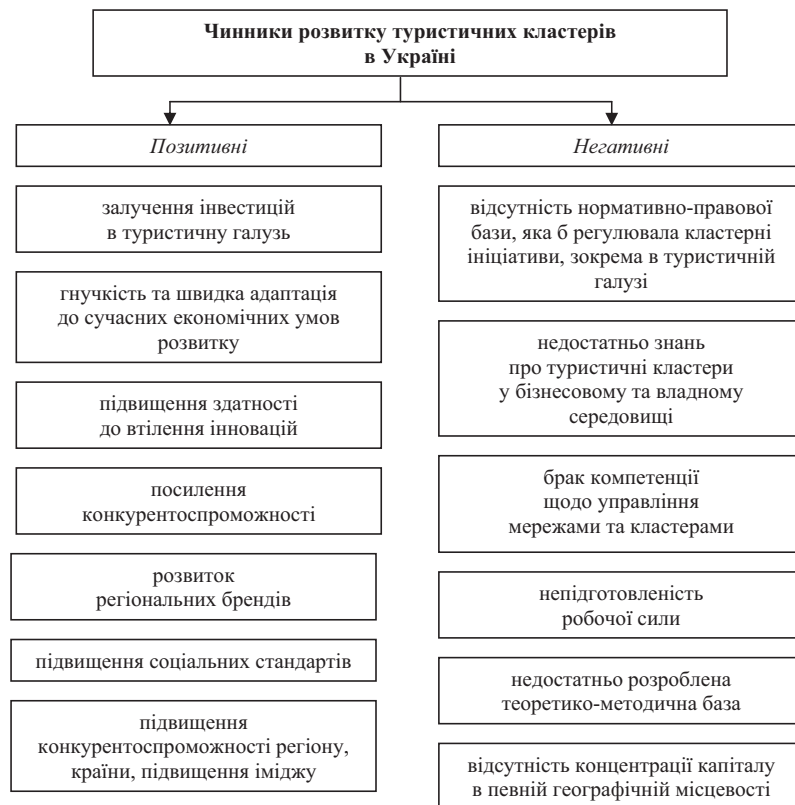 Чинники розвитку туристичних кластерів
в Україні
Позитивні
залучення інвестицій
в туристичну галузь
гнучкість та швидка адаптація
до сучасних економічних умов
розвитку
підвищення здатності
до втілення інновацій
посилення
конкурентоспроможності
розвиток
регіональних брендів
підвищення соціальних стандартів
підвищення
конкурентоспроможності регіону,
країни, підвищення іміджу
Негативні
відсутність нормативно-правової
бази, яка б регулювала кластерні
ініціативи, зокрема в туристичній
галузі
недостатньо знань
про туристичні кластери
у бізнесовому та владному
середовищі
брак компетенції
щодо управління
мережами та кластерами
непідготовленість
робочої сили
недостатньо розроблена
теоретико-методична база
відсутність концентрації капіталу
в певній географічній місцевості